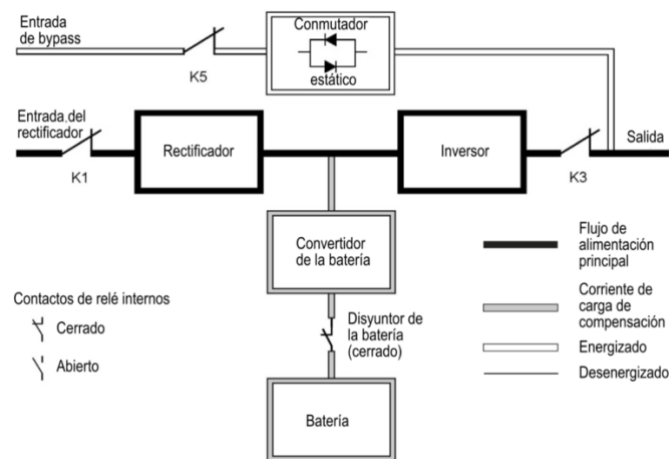 Entrada
de bypass
K5
Conmutador
estático
Entrada del
rectificador
K1
Rectificador
Inversor
K3
Salida
Convertidor
de la batería
Disyuntor de
la batería
(cerrado)
Batería
Contactos de relé internos
Cerrado
Abierto
Flujo de
alimentación
principal
Corriente de
carga de
compensación
Energizado
Desenergizado